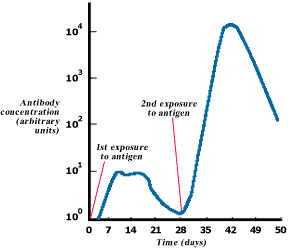 10⁴
10³
10²
10¹
10⁰
Antibody
concentration
(arbitrary
units)
1st exposure
to antigen
2nd exposure
to antigen
0 7 14 21 28 35 42 50
Time (days)